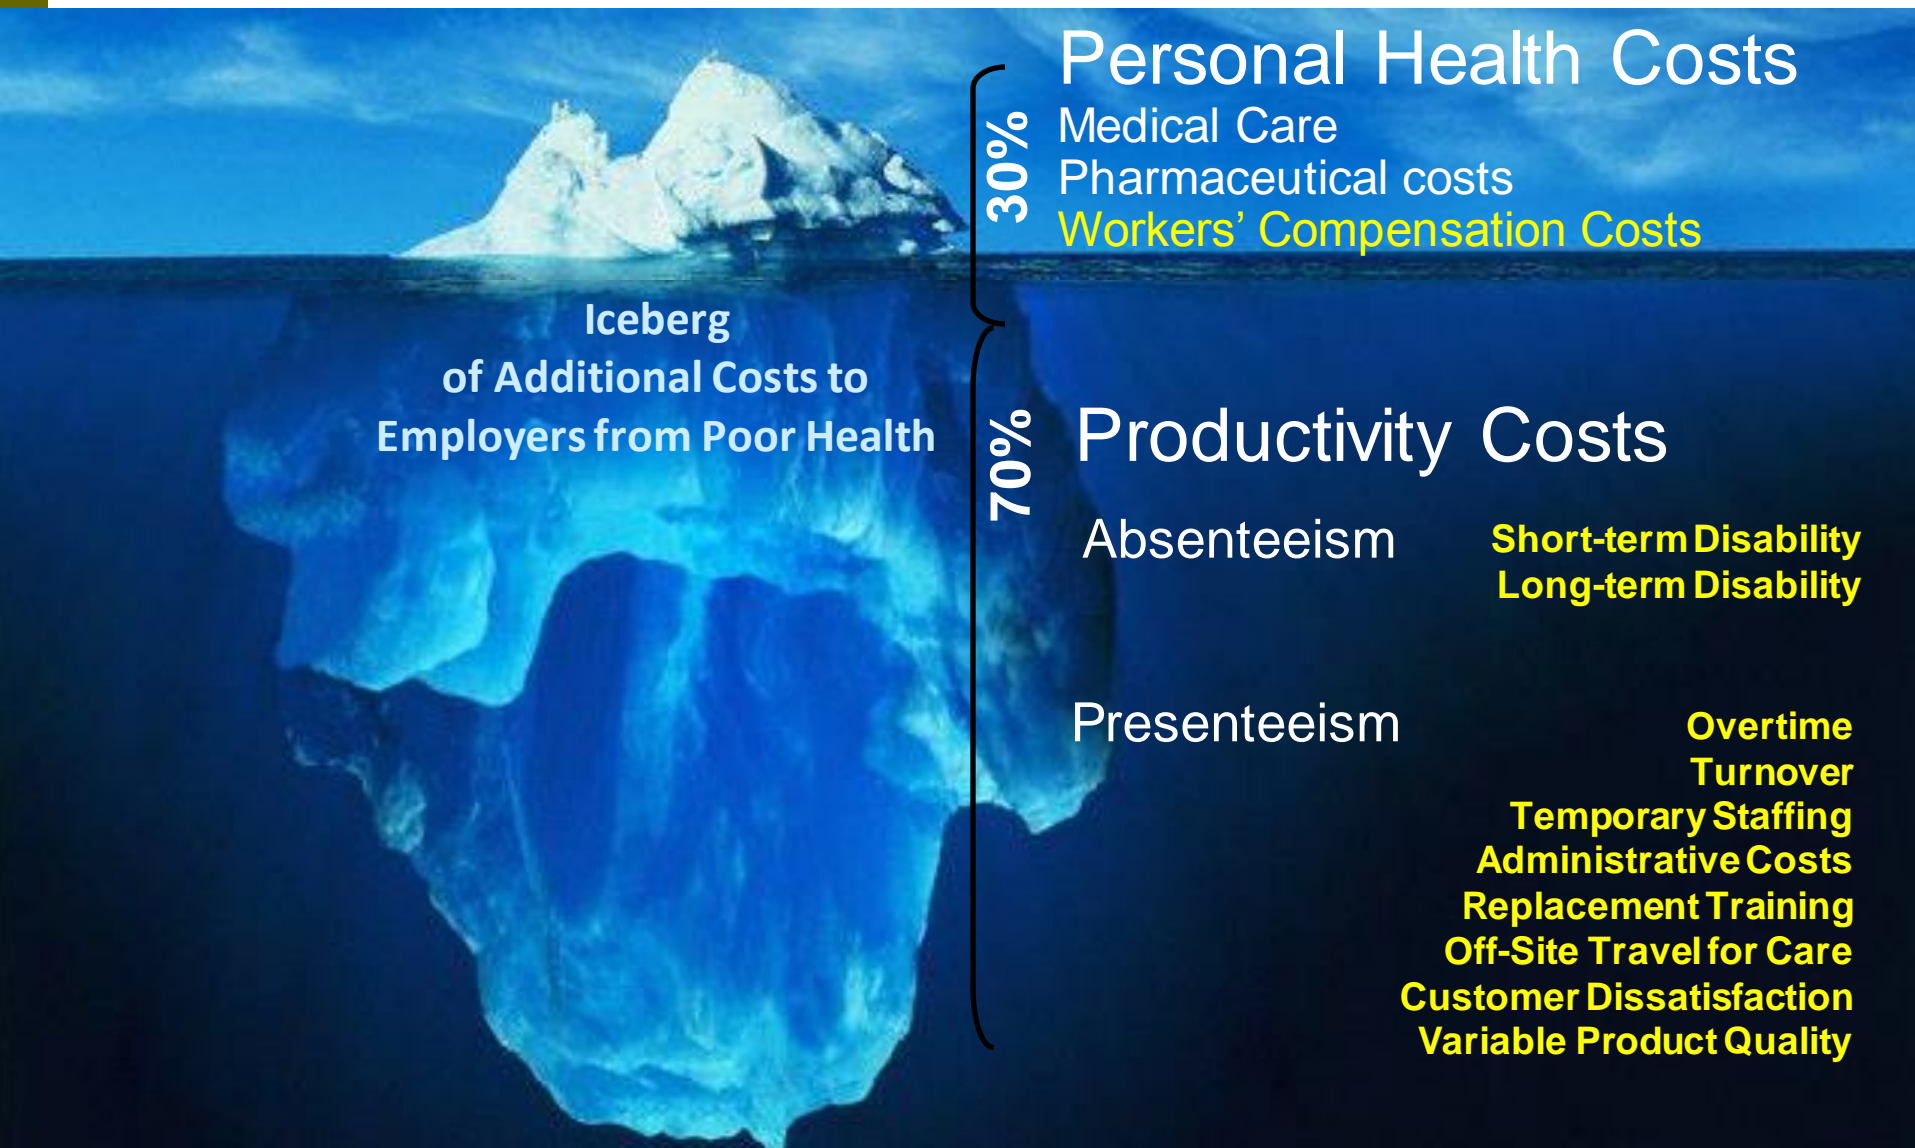 Personal Health Costs
30%
Medical Care
Pharmaceutical costs
Workers’ Compensation Costs
Iceberg
of Additional Costs to
Employers from Poor Health
70%
Productivity Costs
Absenteeism
Short-term Disability
Long-term Disability
Presenteeism
Overtime
Turnover
Temporary Staffing
Administrative Costs
Replacement Training
Off-Site Travel for Care
Customer Dissatisfaction
Variable Product Quality